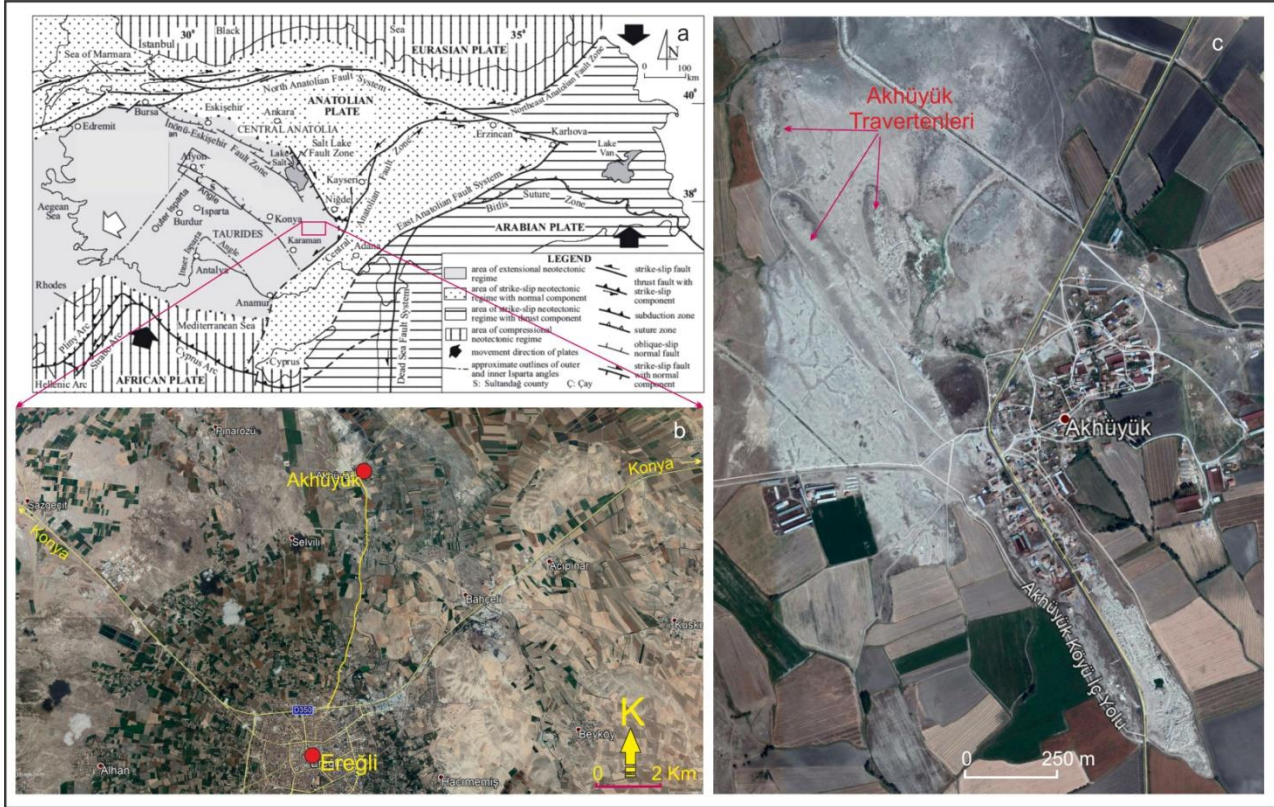 a
30°
35°
Black
Sea
Sea of Marmara
Istanbul
EURASIAN PLATE
N
0 100
km
40°
38°
North Anatolian Fault System
Northeast Anatolian Fault Zone
Bursa
Eskişehir
Ankara
ANATOLIAN
PLATE
Edremit
İnönü-Eskişehir Fault Zone
CENTRAL ANATOLIA
Salt Lake
Fault Zone
Lake
Salt
Erzincan
Karlıova
Lake
Van
Afyon
Kayseri
Niğde
Central Anatolian Fault Zone
East Anatolian Fault System
Bitlis Suture Zone
Aegean
Sea
Outer Isparta
Angle
Isparta
Burdur
Konya
TAURIDES
Karaman
Adana
ARABIAN PLATE
Inner Isparta
Angle
Antalya
Anamur
Rhodes
Mediterranean Sea
Pliny Arc
Strabo Arc
Cyprus Arc
Cyprus
Hellenic Arc
AFRICAN PLATE
Dead Sea Fault System
LEGEND
area of extensional neotectonic
regime
area of strike-slip neotectonic
regime with normal component
area of strike-slip neotectonic
regime with thrust component
area of compressional
neotectonic regime
movement direction of plates
approximate outlines of outer
and inner Isparta angles
S: Sultandağ county Ç: Çay
strike-slip fault
thrust fault with
strike-slip
component
subduction zone
suture zone
oblique-slip
normal fault
strike-slip fault
with normal
component
b
Pınarözü
Akhüyük
Konya
Sazgeçit
Konya
Selvili
Acıpınar
Bahçeli
Kuskı
D350
Ereğli
Alhan
Beyköy
Hacımemiş
K
0 2 Km
c
Akhüyük
Travertenleri
Akhüyük
Akhüyük Köyü İç Yolu
0 250 m